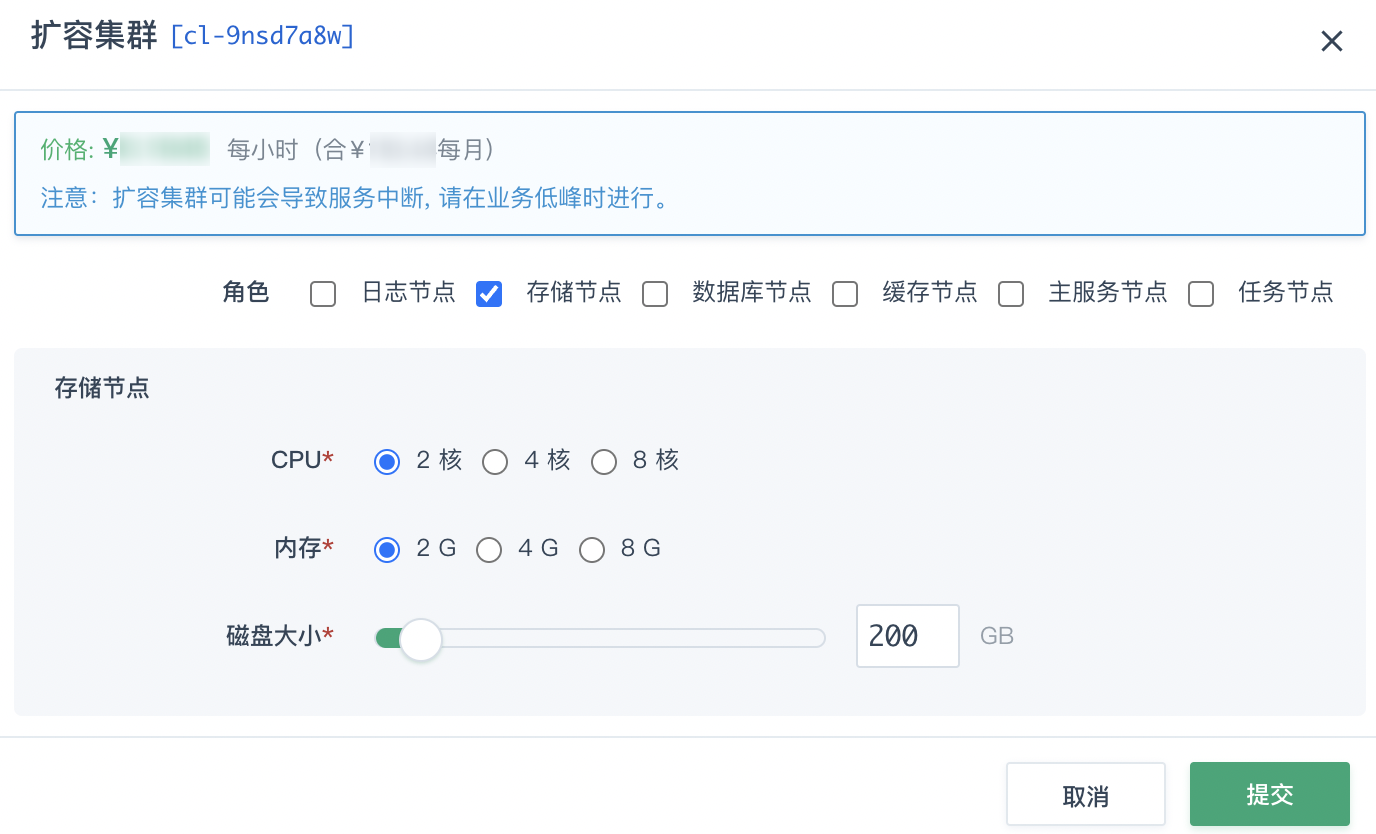 扩容集群 [cl-9nsd7a8w]
价格: ¥ 每小时（合¥ 每月）
注意：扩容集群可能会导致服务中断, 请在业务低峰时进行。
角色 日志节点 存储节点 数据库节点 缓存节点 主服务节点 任务节点
存储节点
CPU* 2 核 4 核 8 核
内存* 2 G 4 G 8 G
磁盘大小* 200 GB
取消 提交